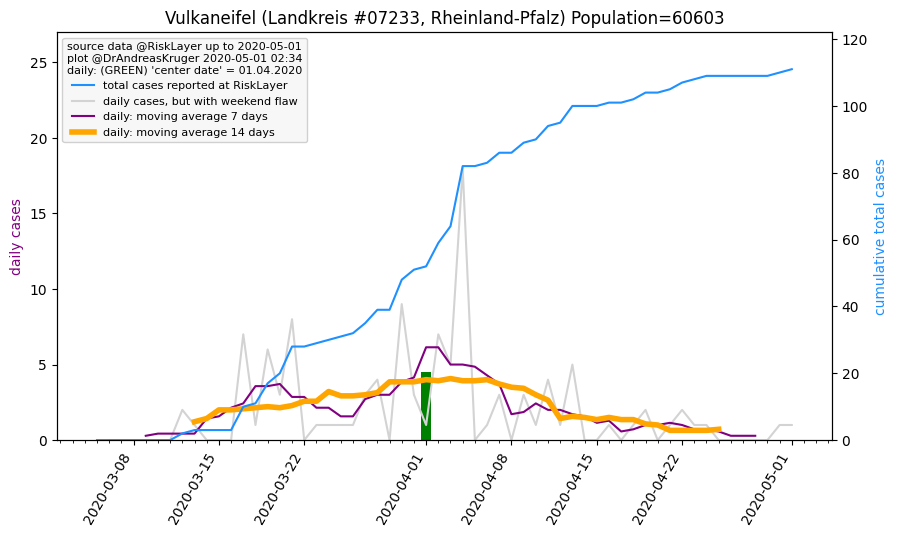 Vulkaneifel (Landkreis #07233, Rheinland-Pfalz) Population=60603
source data @RiskLayer up to 2020-05-01
plot @DrAndreasKruger 2020-05-01 02:34
daily: (GREEN) 'center date' = 01.04.2020
total cases reported at RiskLayer
daily cases, but with weekend flaw
daily: moving average 7 days
daily: moving average 14 days
daily cases
25
20
15
10
5
0
120
100
80
60
40
20
0
cumulative total cases
2020-03-08
2020-03-15
2020-03-22
2020-04-01
2020-04-08
2020-04-15
2020-04-22
2020-05-01